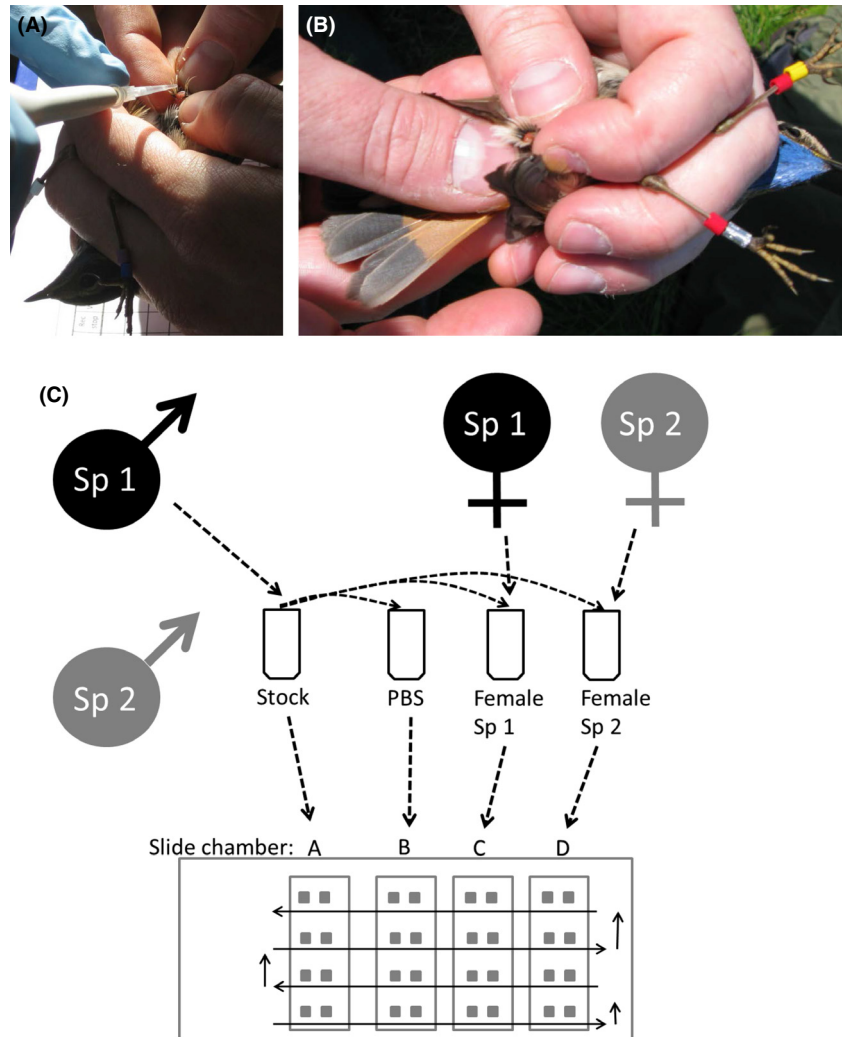 (A)
(B)
(C)
Sp 1
Sp 1
Sp 2
Sp 2
Stock
PBS
Female
Sp 1
Female
Sp 2
Slide chamber: A B C D